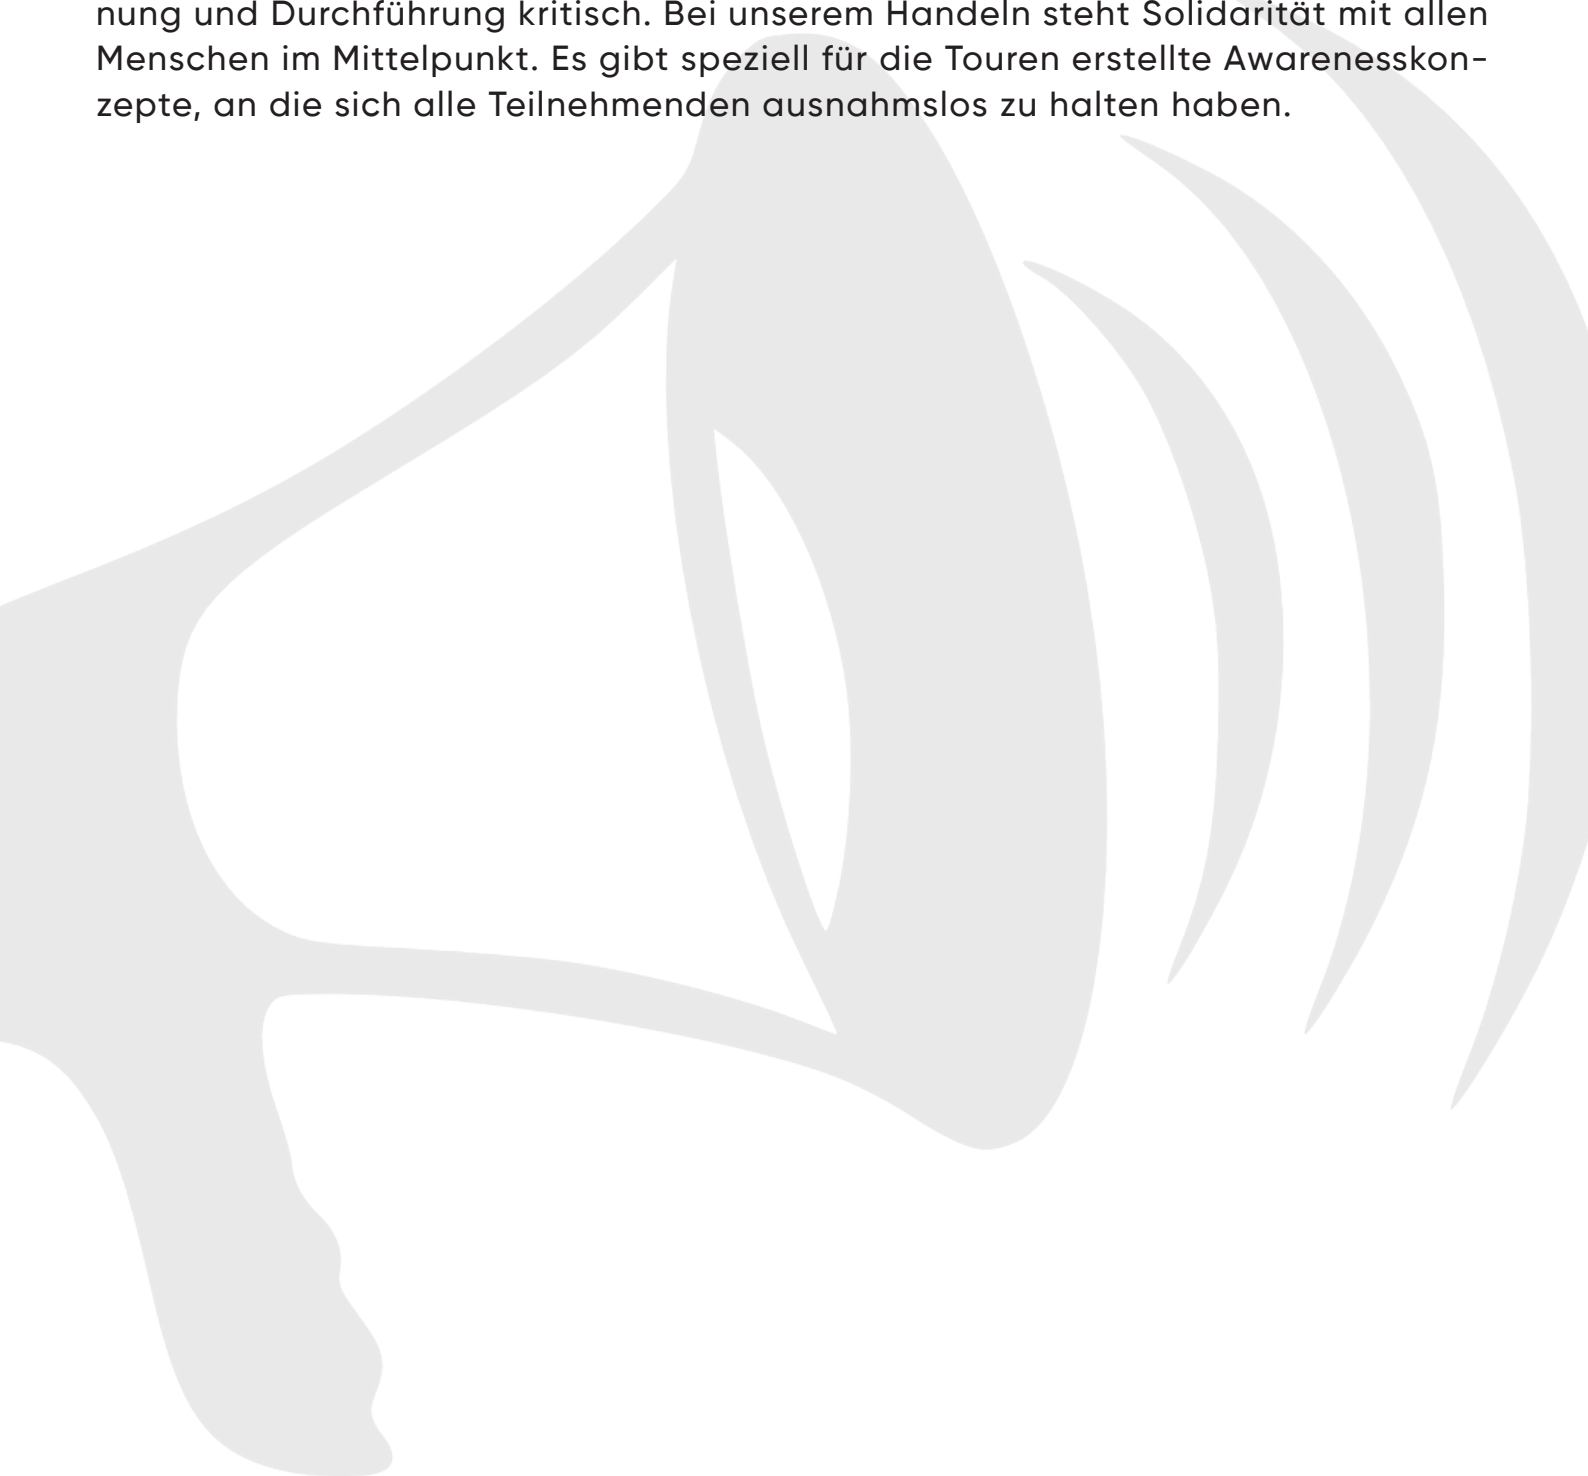 nung und Durchführung kritisch. Bei unserem Handeln steht Solidarität mit allen
Menschen im Mittelpunkt. Es gibt speziell für die Touren erstellte Awarenesskon-
zepte, an die sich alle Teilnehmenden ausnahmslos zu halten haben.